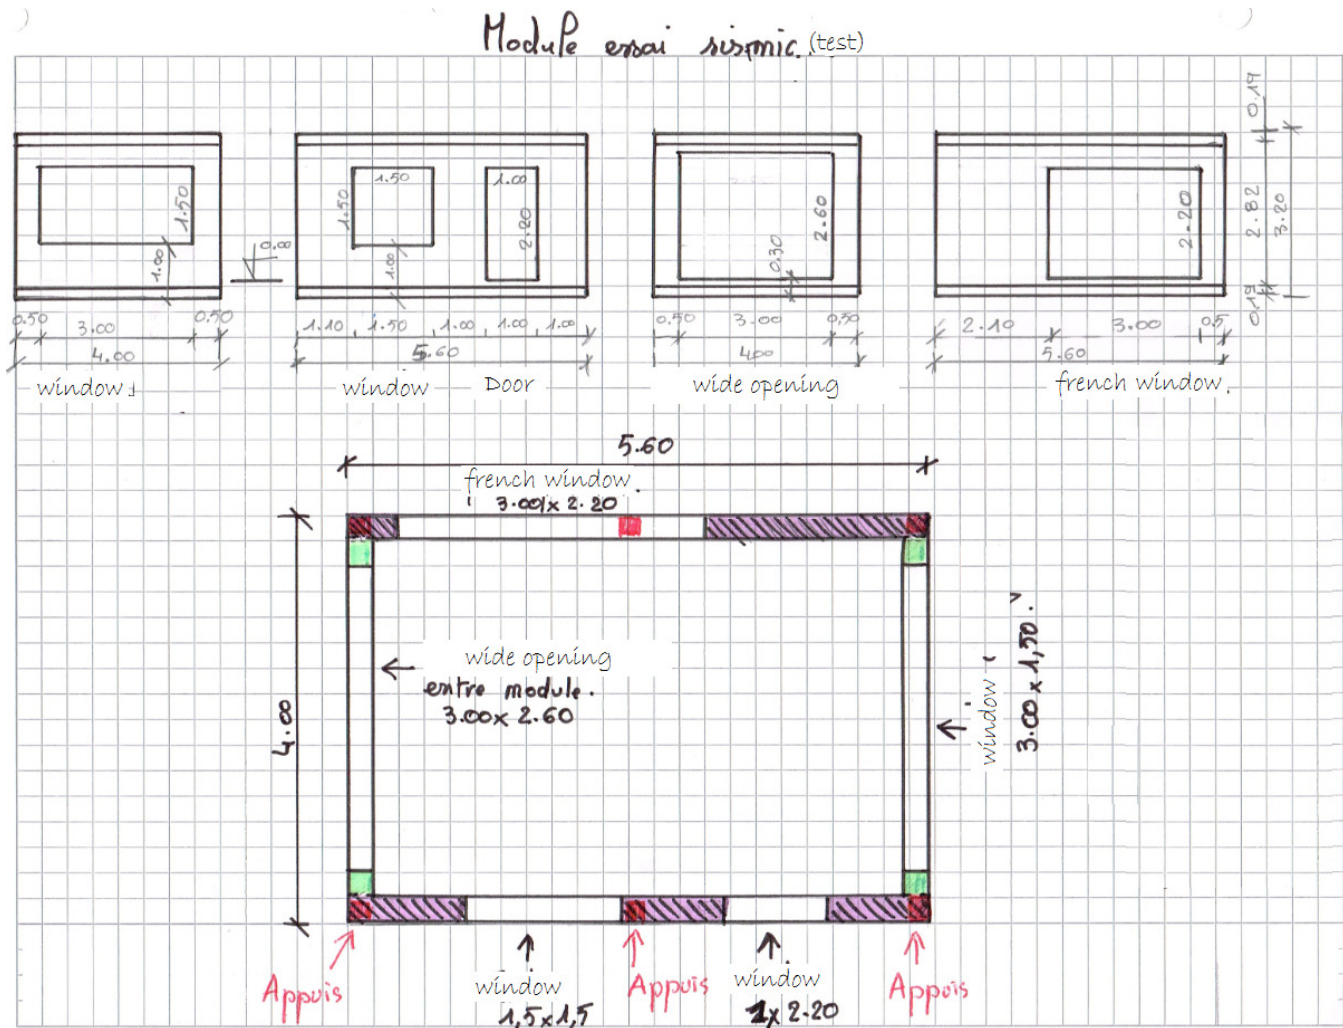 Module essai sismic (test)
1.50
1.00
0.50
3.00
0.50
4.00
window
0.00
1.50
1.50
1.00
2.20
1.00
1.10
1.50
1.00
1.00
1.00
5.60
window
Door
2.60
0.30
0.50
3.00
0.50
4.00
wide opening
2.20
2.10
3.00
0.5
5.60
french window.
0.19
2.82
3.20
0.19
5.60
french window.
3.00 x 2.20
4.00
wide opening
entre module.
3.00 x 2.60
window
3.00 x 1,50.
Appuis
window
1,5 x 1,5
Appuis
window
1 x 2.20
Appuis